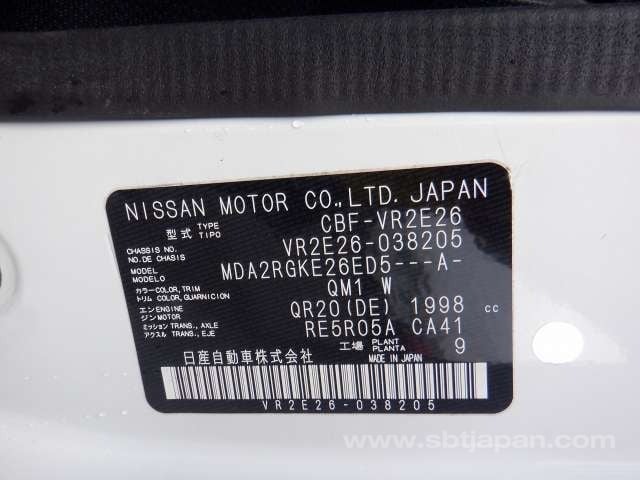 NISSAN MOTOR CO.,LTD. JAPAN
型式 TYPE TIPO CBF-VR2E26
CHASSIS NO. NO.DE CHASIS VR2E26-038205
MODEL MODELO MDA2RGKE26ED5---A-
カラー COLOR,TRIM トリム COLOR,GUARNICION QM1 W
エンジン ENGINE MOTOR QR20(DE) 1998 cc
ミッション TRANS., AXLE アクスル TRANS., EJE RE5R05A CA41
工場 PLANT PLANTA 9
日産自動車株式会社 MADE IN JAPAN
VR2E26-038205
www.sbtjapan.com